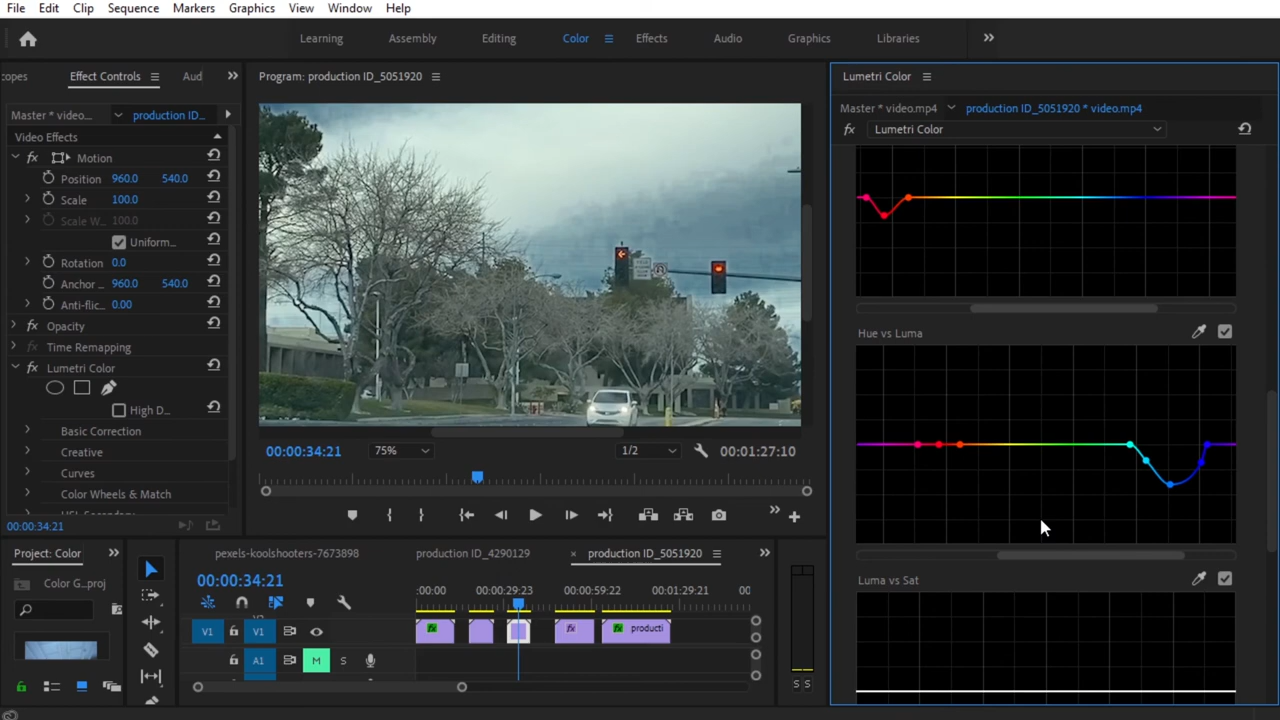 File Edit Clip Sequence Markers Graphics View Window Help
Learning Assembly Editing Color Effects Audio Graphics Libraries
copes Effect Controls Aud
Program: production ID_5051920
Lumetri Color
Master * video... production ID...
Master * video.mp4 production ID_5051920 * video.mp4
fx Lumetri Color
Video Effects
fx Motion
Position 960.0 540.0
Scale 100.0
Scale W... 100.0
Uniform...
Rotation 0.0
Anchor ... 960.0 540.0
Anti-flic... 0.00
fx Opacity
fx Time Remapping
fx Lumetri Color
High D...
Basic Correction
Creative
Curves
Color Wheels & Match
00:00:34:21
00:00:34:21 75% 1/2 00:01:27:10
Hue vs Luma
Luma vs Sat
Project: Color
Color G...proj
pexels-koolshooters-7673898 production ID_4290129 × production ID_5051920
00:00:34:21
:00:00 00:00:29:23 00:00:59:22 00:01:29:21 00
V1 V1 fx fx fx producti
A1 M S
S S